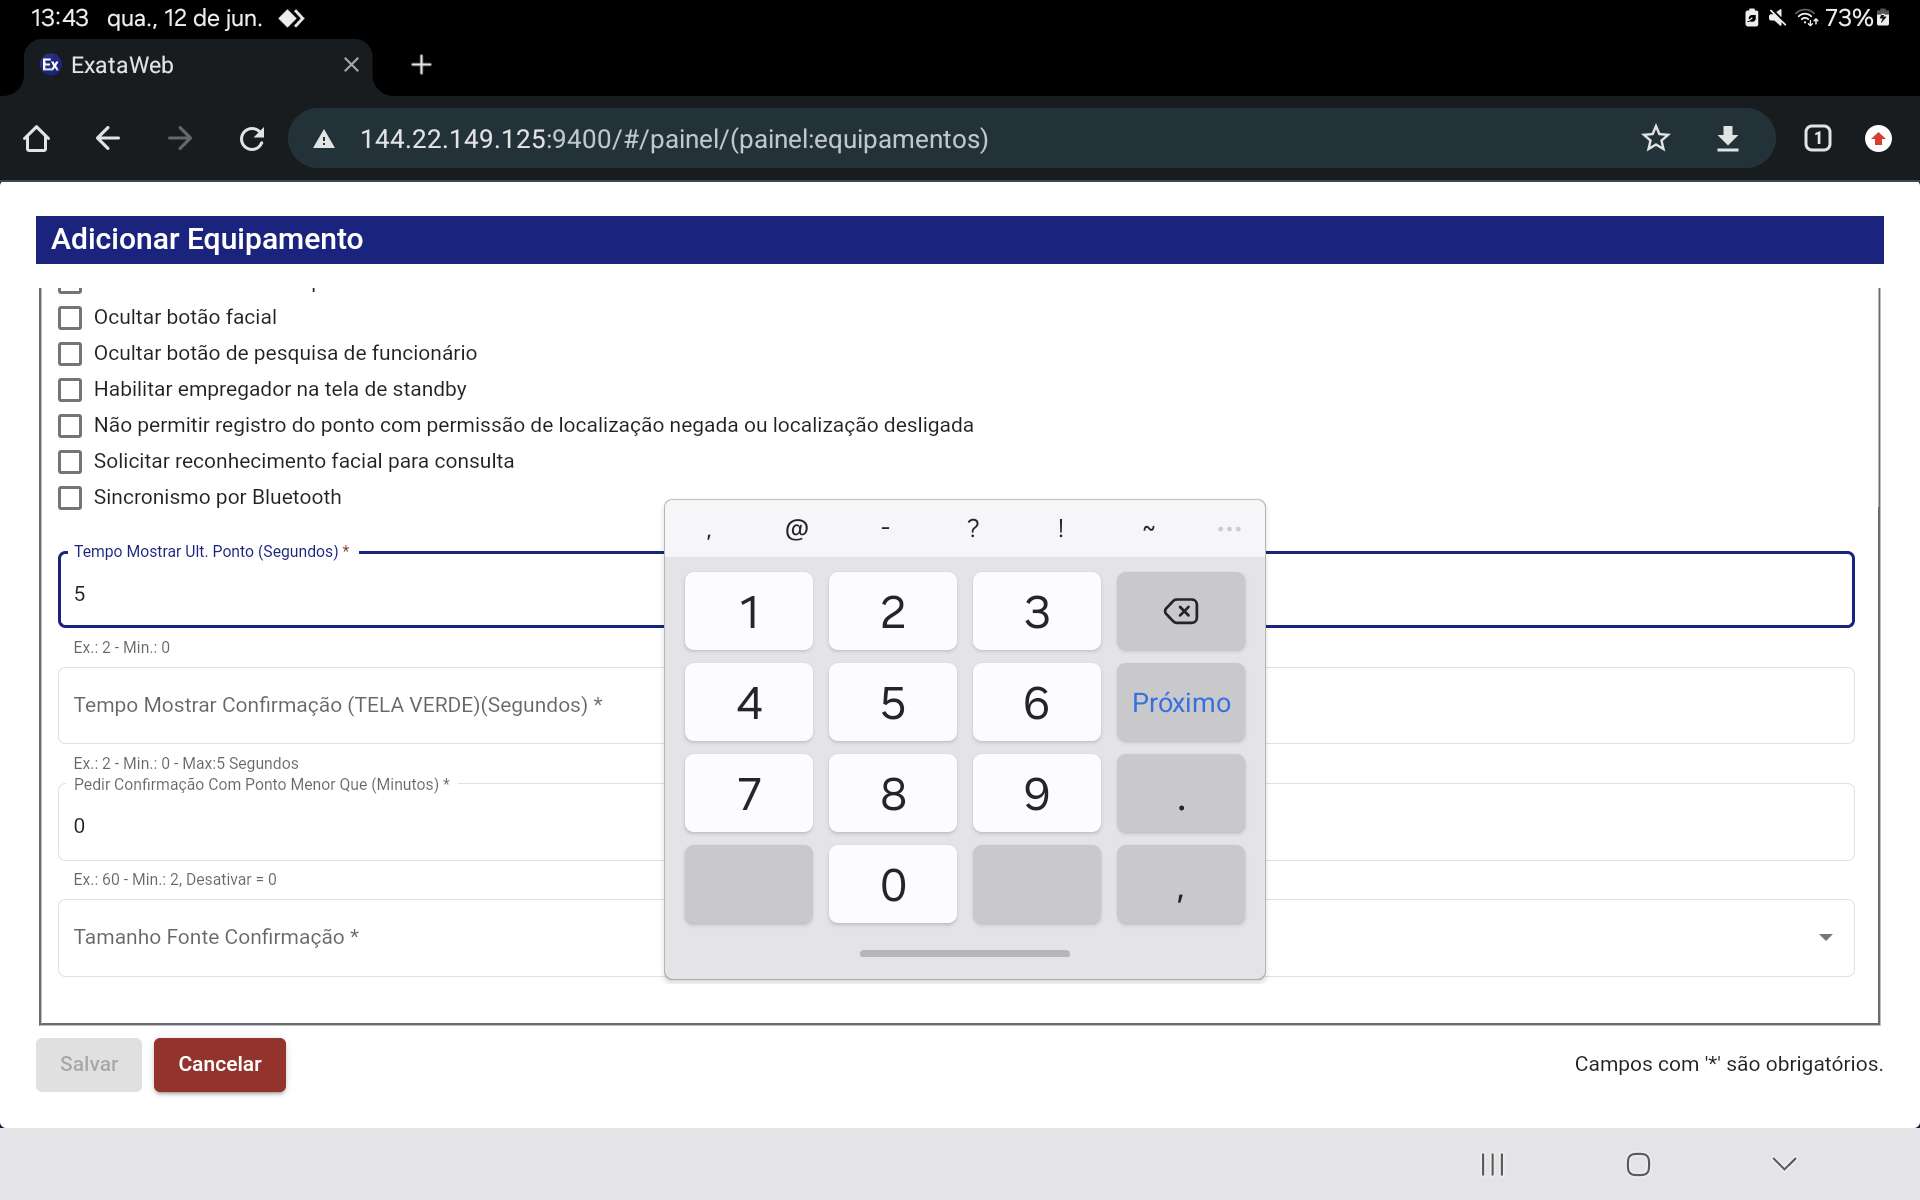 13:43 qua., 12 de jun. 73%
Ex ExataWeb
144.22.149.125:9400/#/painel/(painel:equipamentos) 1
Adicionar Equipamento
Ocultar botão facial
Ocultar botão de pesquisa de funcionário
Habilitar empregador na tela de standby
Não permitir registro do ponto com permissão de localização negada ou localização desligada
Solicitar reconhecimento facial para consulta
Sincronismo por Bluetooth
Tempo Mostrar Ult. Ponto (Segundos) *
5
Ex.: 2 - Min.: 0
Tempo Mostrar Confirmação (TELA VERDE)(Segundos) *
Ex.: 2 - Min.: 0 - Max:5 Segundos
Pedir Confirmação Com Ponto Menor Que (Minutos) *
0
Ex.: 60 - Min.: 2, Desativar = 0
Tamanho Fonte Confirmação *
, @ - ? ! ~ ...
1 2 3
4 5 6 Próximo
7 8 9 .
0 ,
Salvar Cancelar Campos com '*' são obrigatórios.